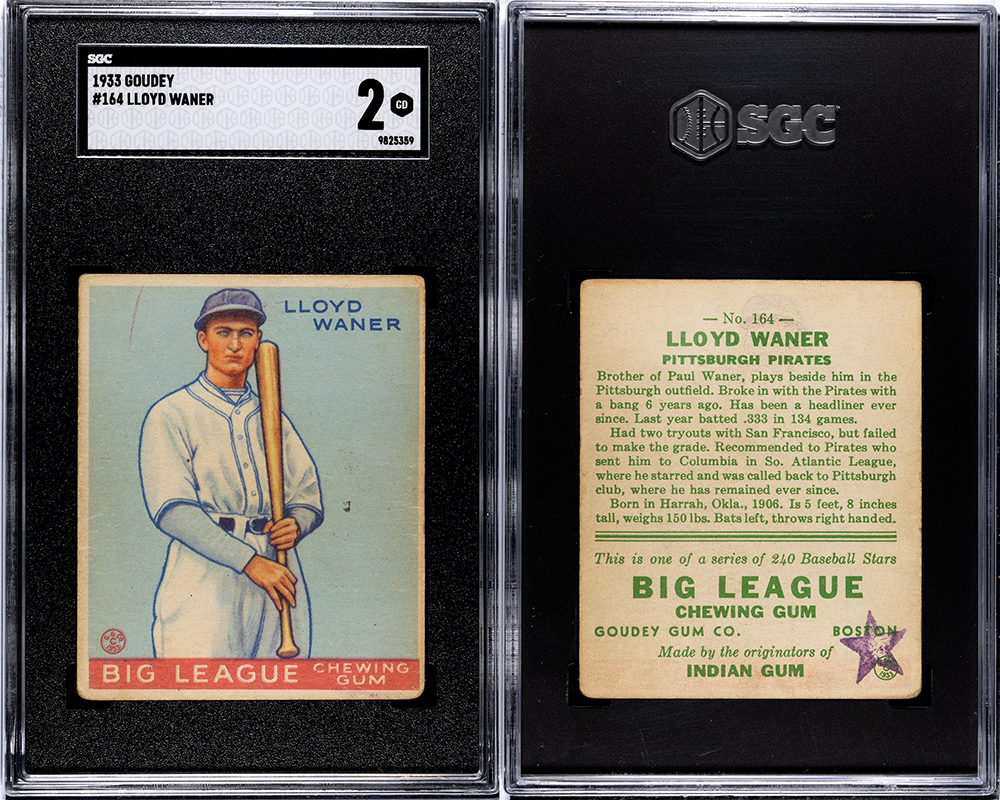 SGC
1933 GOUDEY
#164 LLOYD WANER
2 GD
9825359
LLOYD
WANER
BIG LEAGUE CHEWING
GUM
SGC
— No. 164 —
LLOYD WANER
PITTSBURGH PIRATES
Brother of Paul Waner, plays beside him in the
Pittsburgh outfield. Broke in with the Pirates with
a bang 6 years ago. Has been a headliner ever
since. Last year batted .333 in 134 games.
Had two tryouts with San Francisco, but failed
to make the grade. Recommended to Pirates who
sent him to Columbia in So. Atlantic League,
where he starred and was called back to Pittsburgh
club, where he has remained ever since.
Born in Harrah, Okla., 1906. Is 5 feet, 8 inches
tall, weighs 150 lbs. Bats left, throws right handed.
This is one of a series of 240 Baseball Stars
BIG LEAGUE
CHEWING GUM
GOUDEY GUM CO. BOSTON
Made by the originators of
INDIAN GUM